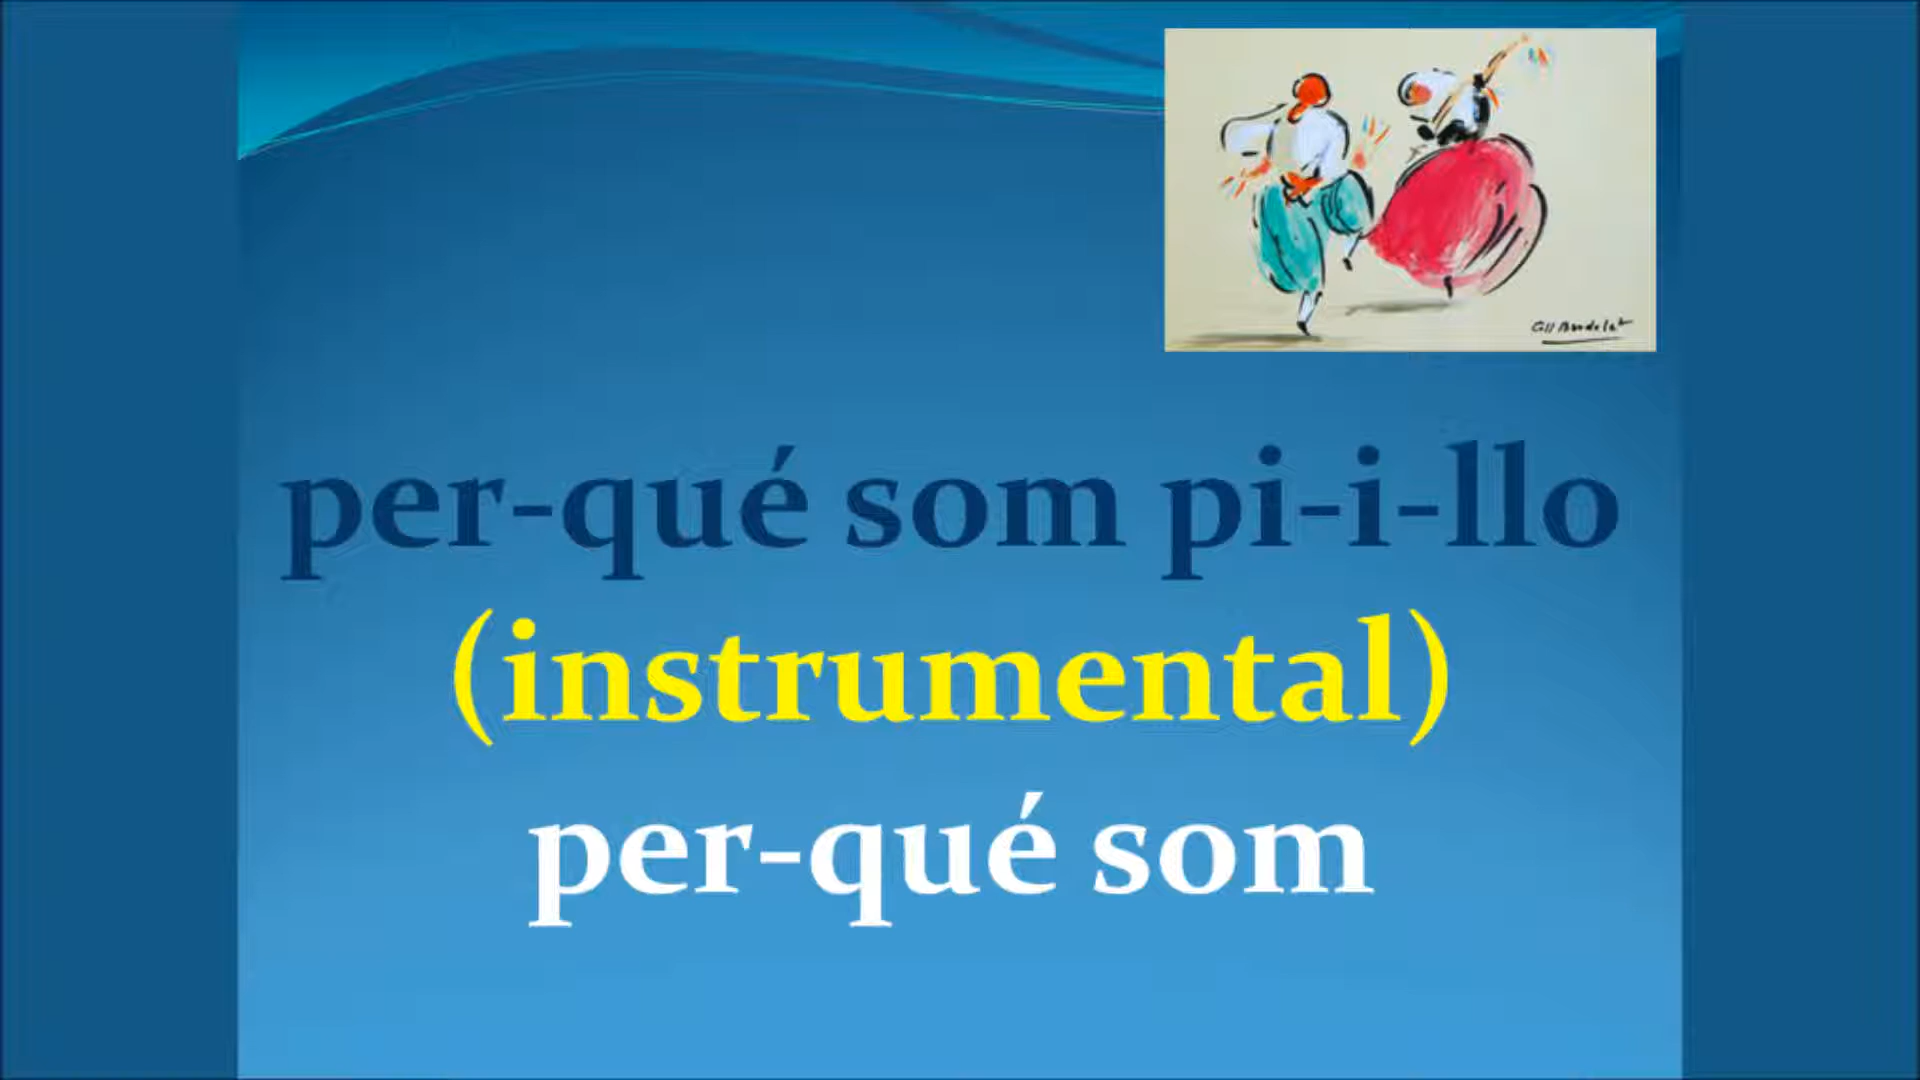 per-qué som pi-i-llo
(instrumental)
per-qué som